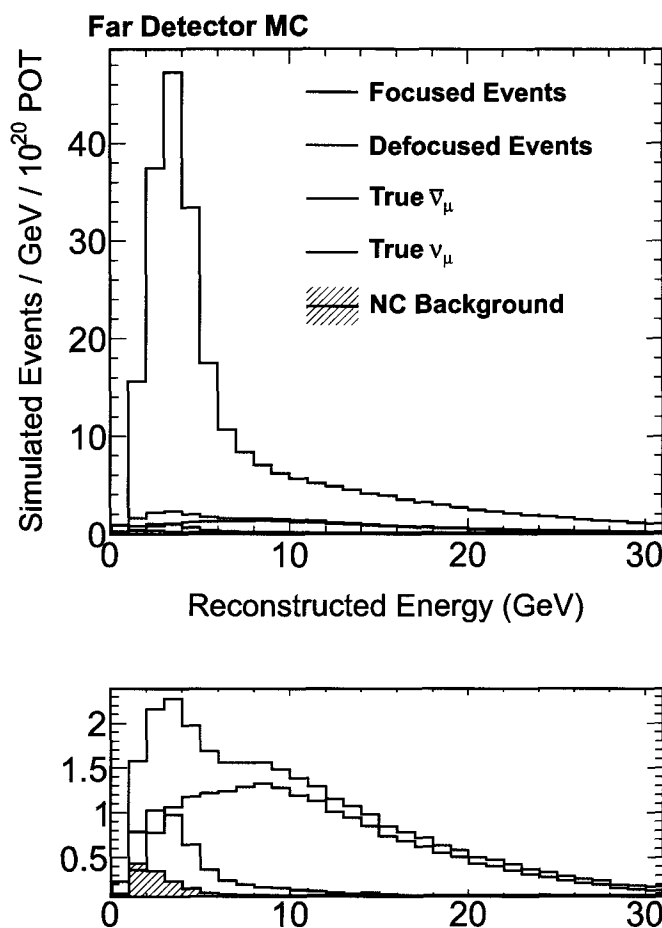 Far Detector MC
Simulated Events / GeV / 10²⁰ POT
Focused Events
Defocused Events
True ν̅μ
True νμ
NC Background
40
30
20
10
0
0 10 20 30
Reconstructed Energy (GeV)
2
1.5
1
0.5
0 10 20 30